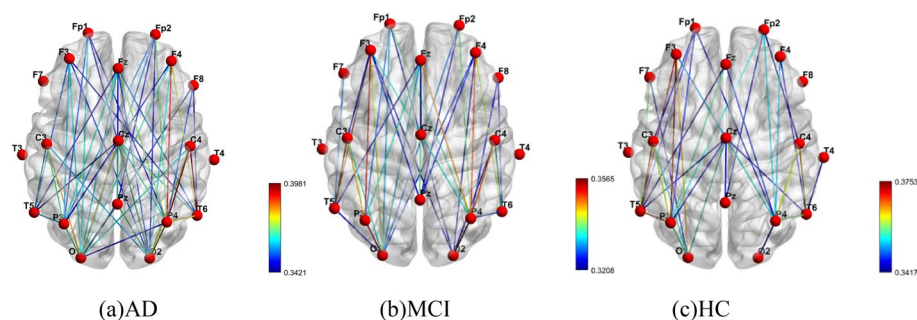 Fp1 Fp2
F3 Fz F4
F7 F8
C3 Cz C4
T3 T4
T5 P3 Pz P4 T6
O O2
0.3981
0.3421
(a)AD
Fp1 Fp2
F3 Fz F4
F7 F8
C3 Cz C4
T3 T4
T5 P3 Pz P4 T6
O O2
0.3565
0.3208
(b)MCI
Fp1 Fp2
F3 Fz F4
F7 F8
C3 Cz C4
T3 T4
T5 P3 Pz P4 T6
O O2
0.3753
0.3417
(c)HC